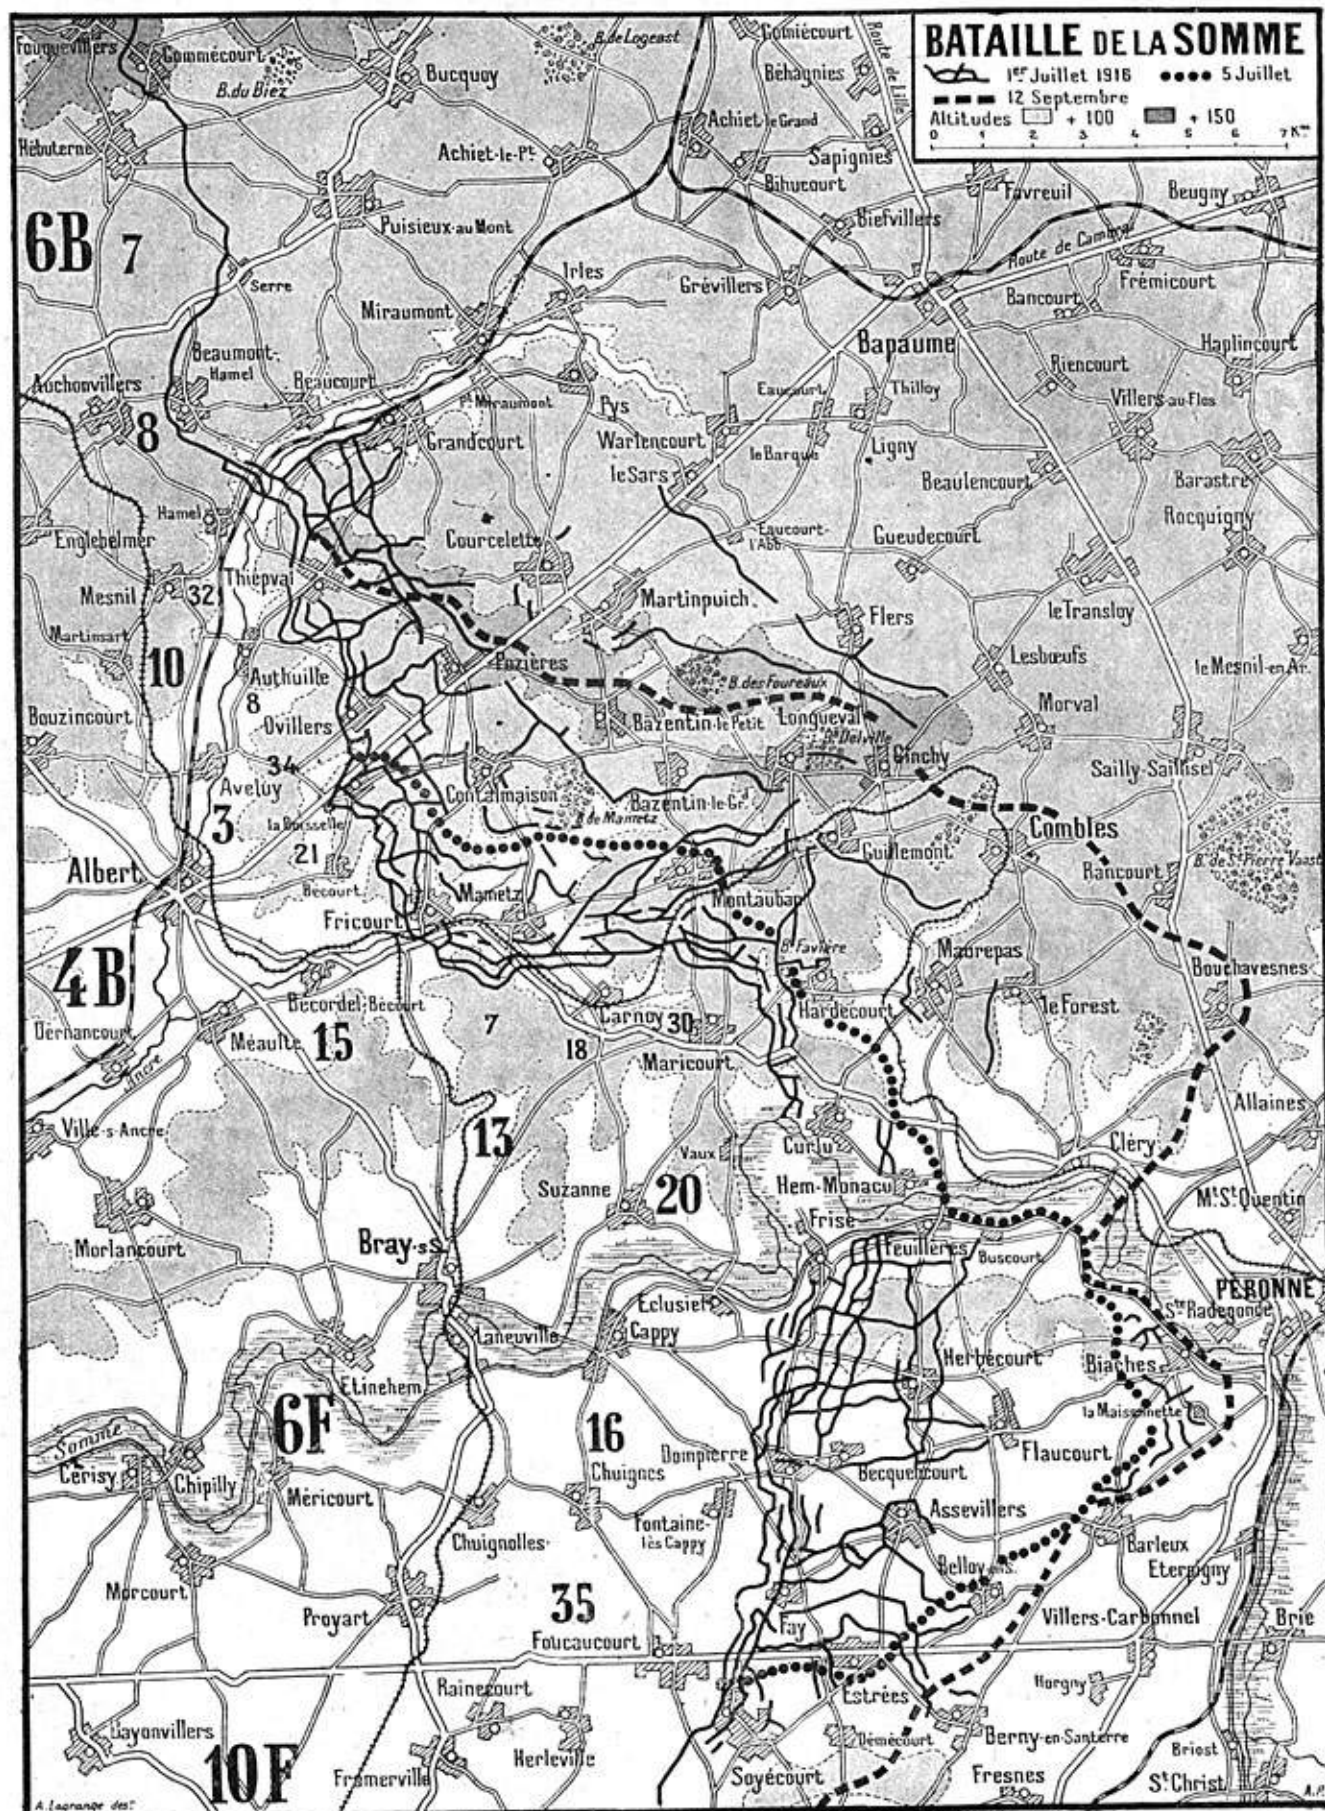 BATAILLE DE LA SOMME
1er Juillet 1916 5 Juillet
12 Septembre
Altitudes + 100 + 150
0 1 2 3 4 5 6 7 Km.
Fouquevillers
Gommécourt
B. du Biez
Bucquoy
B. de Logeast
Gomiécourt
Béhagnies
Route de Lille
Hébuterne
Achiet-le-Pt.
Achiet-le-Grand
Sapignies
Bihucourt
Favreuil
Beugny
6B
7
Puisieux-au-Mont
Biefvillers
Route de Cambrai
Frémicourt
Serre
Irles
Grévillers
Bancourt
Miraumont
Bapaume
Beaumont-
Hamel
Beaucourt
Haplincourt
Auchonvillers
Pt. Miraumont
Pys
Eaucourt
Thilloy
Riencourt
Villers-au-Flos
8
Grandcourt
Warlencourt
le Barque
Ligny
le Sars
Beaulencourt
Barastre
Hamel
Rocquigny
Englebelmer
Courcelette
Eaucourt-
l'Abb.
Gueudecourt
Mesnil
32
Thiepval
Martinpuich
Flers
le Transloy
Martinsart
10
Authuille
Pozières
Lesbœufs
le Mesnil-en-Ar.
8
B. des Foureaux
Bouzincourt
Ovillers
Bazentin-le-Petit
Longueval
Morval
Bs Delville
Ginchy
Sailly-Saillisel
34
Aveluy
Contalmaison
Bazentin-le-Gd
B. de Mametz
3
la Boisselle
Guillemont
Combles
Albert
21
Rancourt
B. de St Pierre Vaast
Bécourt
Mametz
Montauban
Fricourt
Bs Favière
Maurepas
Bouchavesnes
4B
Bécordel-Bécourt
Hardecourt
le Forest
Dernancourt
Méaulte
15
7
Carnoy
30
18
Maricourt
Ancre
Allaines
Ville-s-Ancre
13
Vaux
Curlu
Cléry
Suzanne
20
Hem-Monacu
Mt. St Quentin
Morlancourt
Frise
Bray-s-S.
Feuillères
Buscourt
PÉRONNE
Eclusier
Ste Radegonde
Laneuville
Cappy
Herbécourt
Biaches
Etinehem
la Maisonnette
6F
16
Somme
Dompierre
Flaucourt
Cérisy
Chipilly
Méricourt
Chuignes
Becquincourt
Chuignolles
Fontaine-
lès Cappy
Assevillers
Barleux
Morcourt
Belloy-en-S.
Eterpigny
Proyart
35
Fay
Villers-Carbonnel
Brie
Foucaucourt
Rainecourt
Estrées
Horgny
Bayonvillers
Herleville
Démécourt
Berny-en-Santerre
10F
Framerville
Soyécourt
Briost
Fresnes
St Christ
A. Lagrange dest.